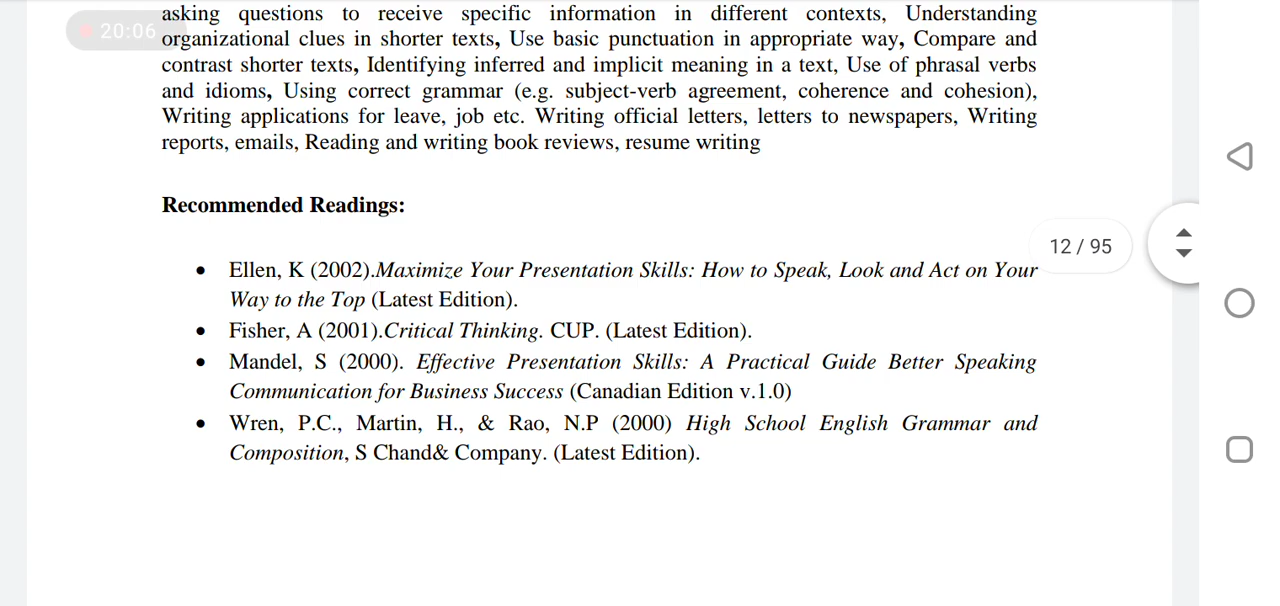 asking questions to receive specific information in different contexts, Understanding
20:06
organizational clues in shorter texts, Use basic punctuation in appropriate way, Compare and
contrast shorter texts, Identifying inferred and implicit meaning in a text, Use of phrasal verbs
and idioms, Using correct grammar (e.g. subject-verb agreement, coherence and cohesion),
Writing applications for leave, job etc. Writing official letters, letters to newspapers, Writing
reports, emails, Reading and writing book reviews, resume writing
Recommended Readings:
12 / 95
• Ellen, K (2002).Maximize Your Presentation Skills: How to Speak, Look and Act on Your
Way to the Top (Latest Edition).
• Fisher, A (2001).Critical Thinking. CUP. (Latest Edition).
• Mandel, S (2000). Effective Presentation Skills: A Practical Guide Better Speaking
Communication for Business Success (Canadian Edition v.1.0)
• Wren, P.C., Martin, H., & Rao, N.P (2000) High School English Grammar and
Composition, S Chand& Company. (Latest Edition).